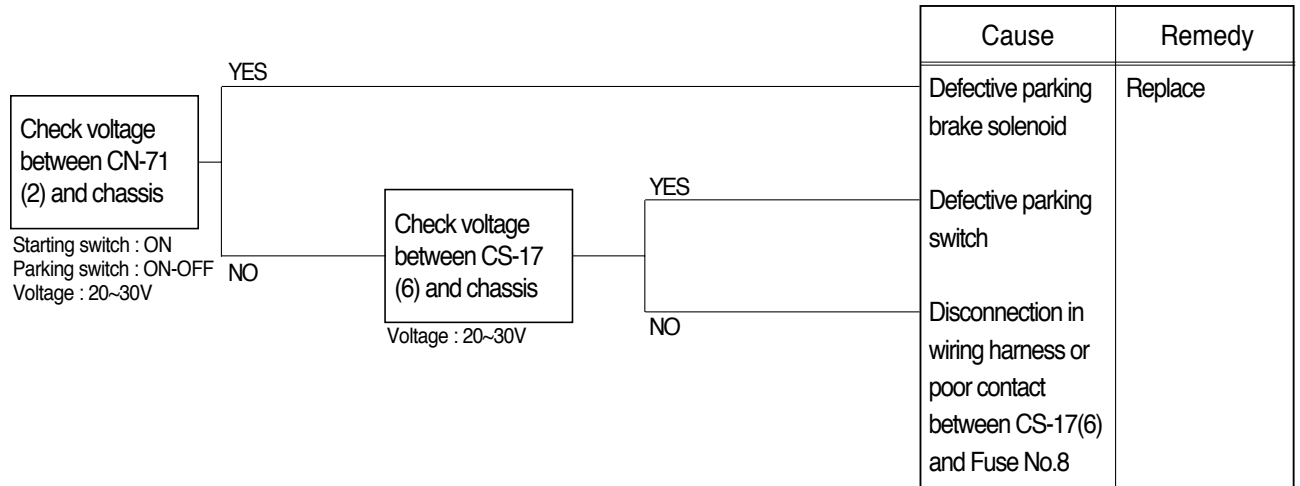 Cause
Remedy
YES
Check voltage
between CN-71
(2) and chassis
Starting switch : ON
Parking switch : ON-OFF
Voltage : 20~30V
NO
Check voltage
between CS-17
(6) and chassis
Voltage : 20~30V
YES
NO
Defective parking
brake solenoid
Replace
Defective parking
switch
Disconnection in
wiring harness or
poor contact
between CS-17(6)
and Fuse No.8